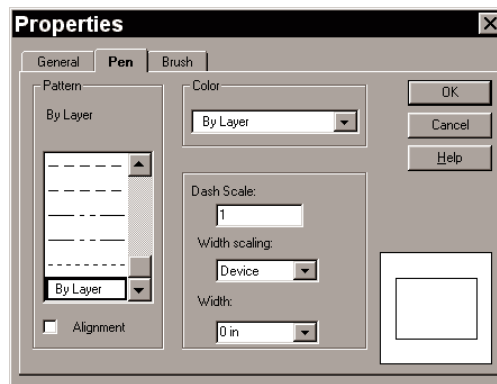 Properties
General Pen Brush
Pattern
By Layer
By Layer
Alignment
Color
By Layer
Dash Scale:
1
Width scaling:
Device
Width:
0 in
OK
Cancel
Help